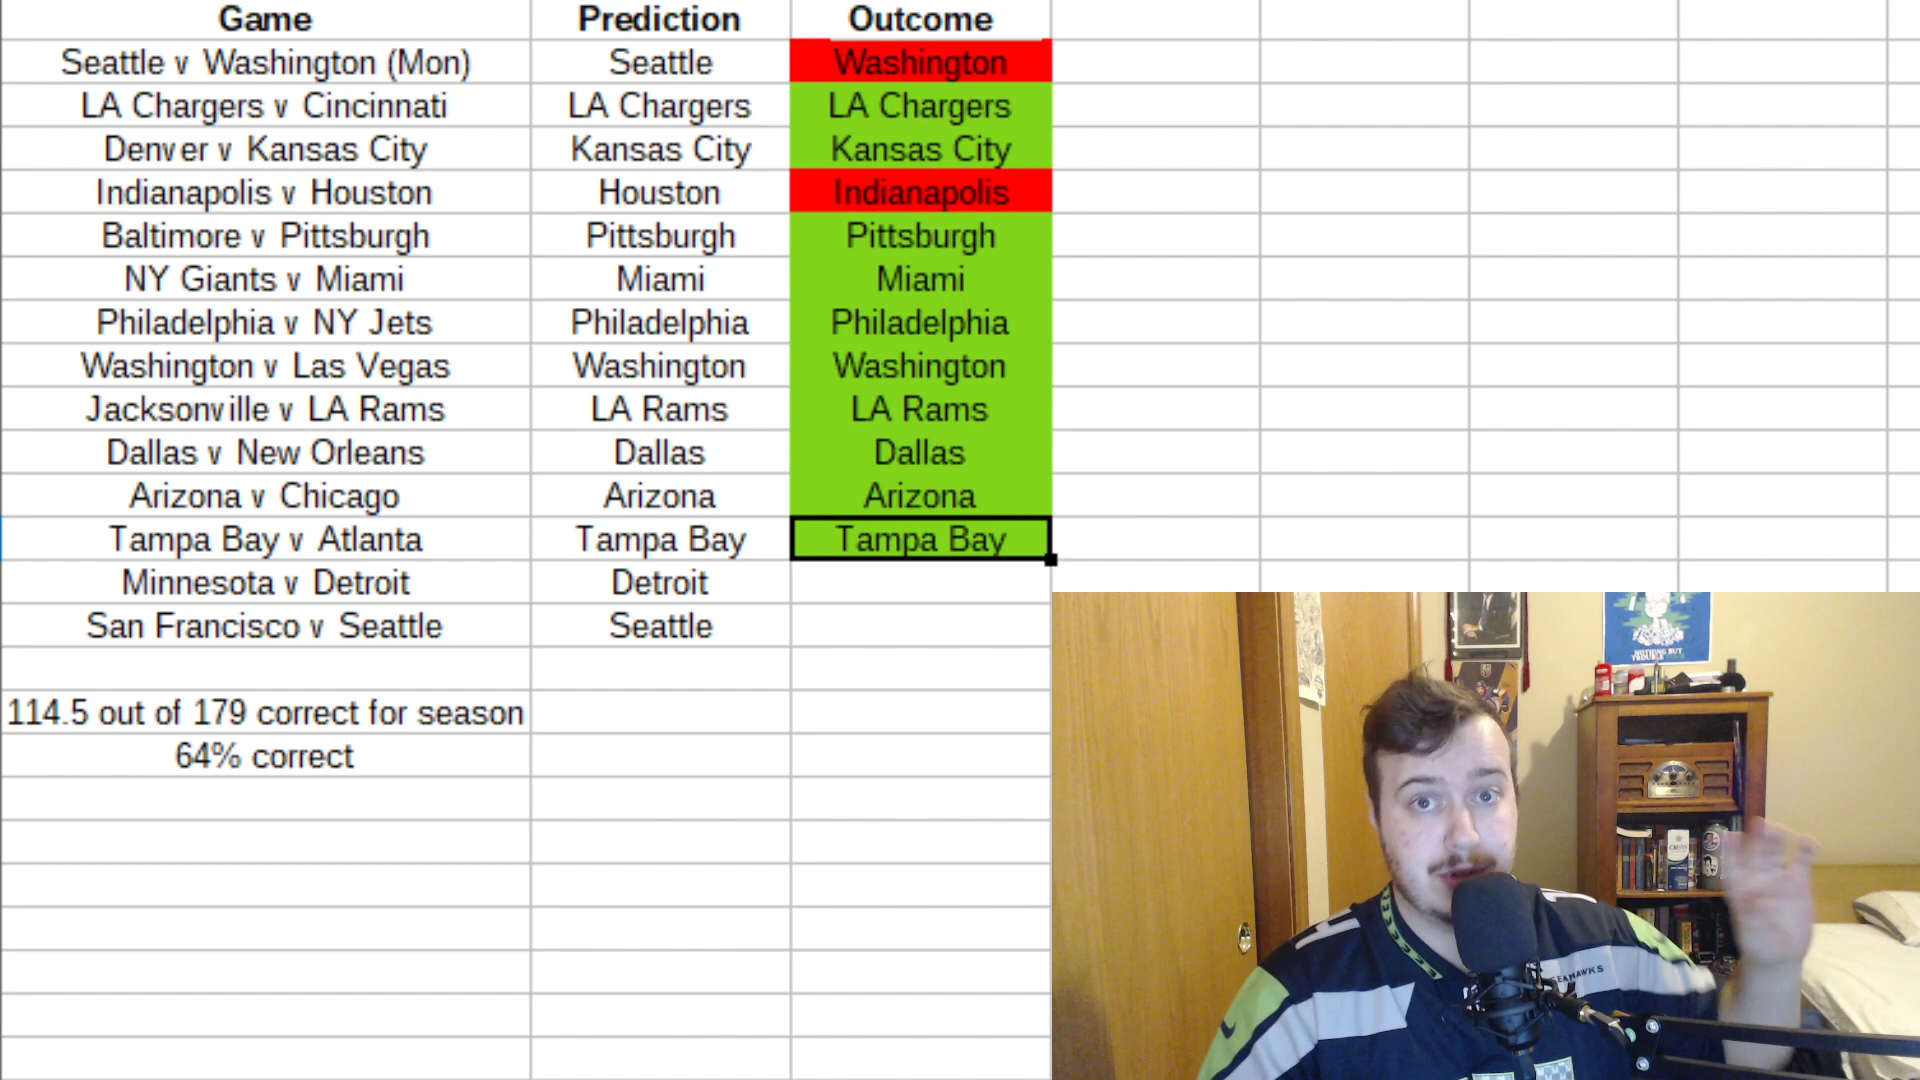 Game Prediction Outcome
Seattle v Washington (Mon) Seattle Washington
LA Chargers v Cincinnati LA Chargers LA Chargers
Denver v Kansas City Kansas City Kansas City
Indianapolis v Houston Houston Indianapolis
Baltimore v Pittsburgh Pittsburgh Pittsburgh
NY Giants v Miami Miami Miami
Philadelphia v NY Jets Philadelphia Philadelphia
Washington v Las Vegas Washington Washington
Jacksonville v LA Rams LA Rams LA Rams
Dallas v New Orleans Dallas Dallas
Arizona v Chicago Arizona Arizona
Tampa Bay v Atlanta Tampa Bay Tampa Bay
Minnesota v Detroit Detroit
San Francisco v Seattle Seattle
114.5 out of 179 correct for season
64% correct
NOTHING BUT
TROUBLE
SEAHAWKS